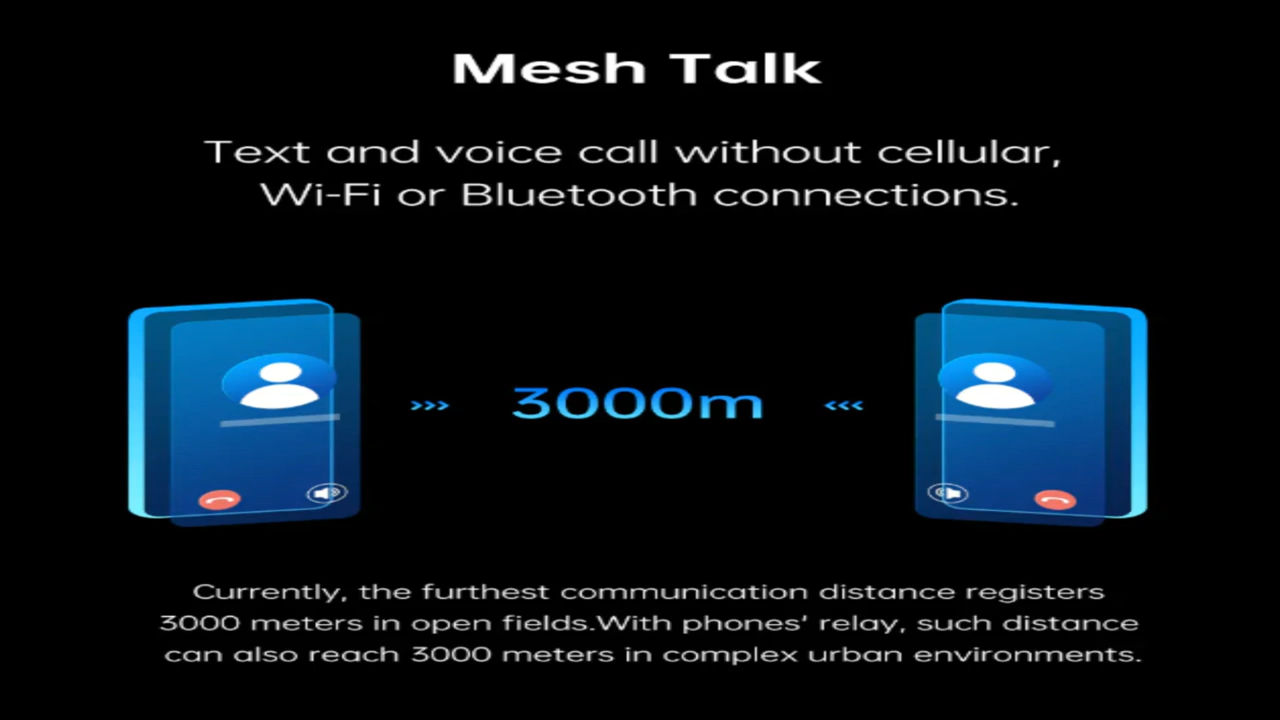 Mesh Talk
Text and voice call without cellular,
Wi-Fi or Bluetooth connections.
3000m
Currently, the furthest communication distance registers
3000 meters in open fields.With phones' relay, such distance
can also reach 3000 meters in complex urban environments.